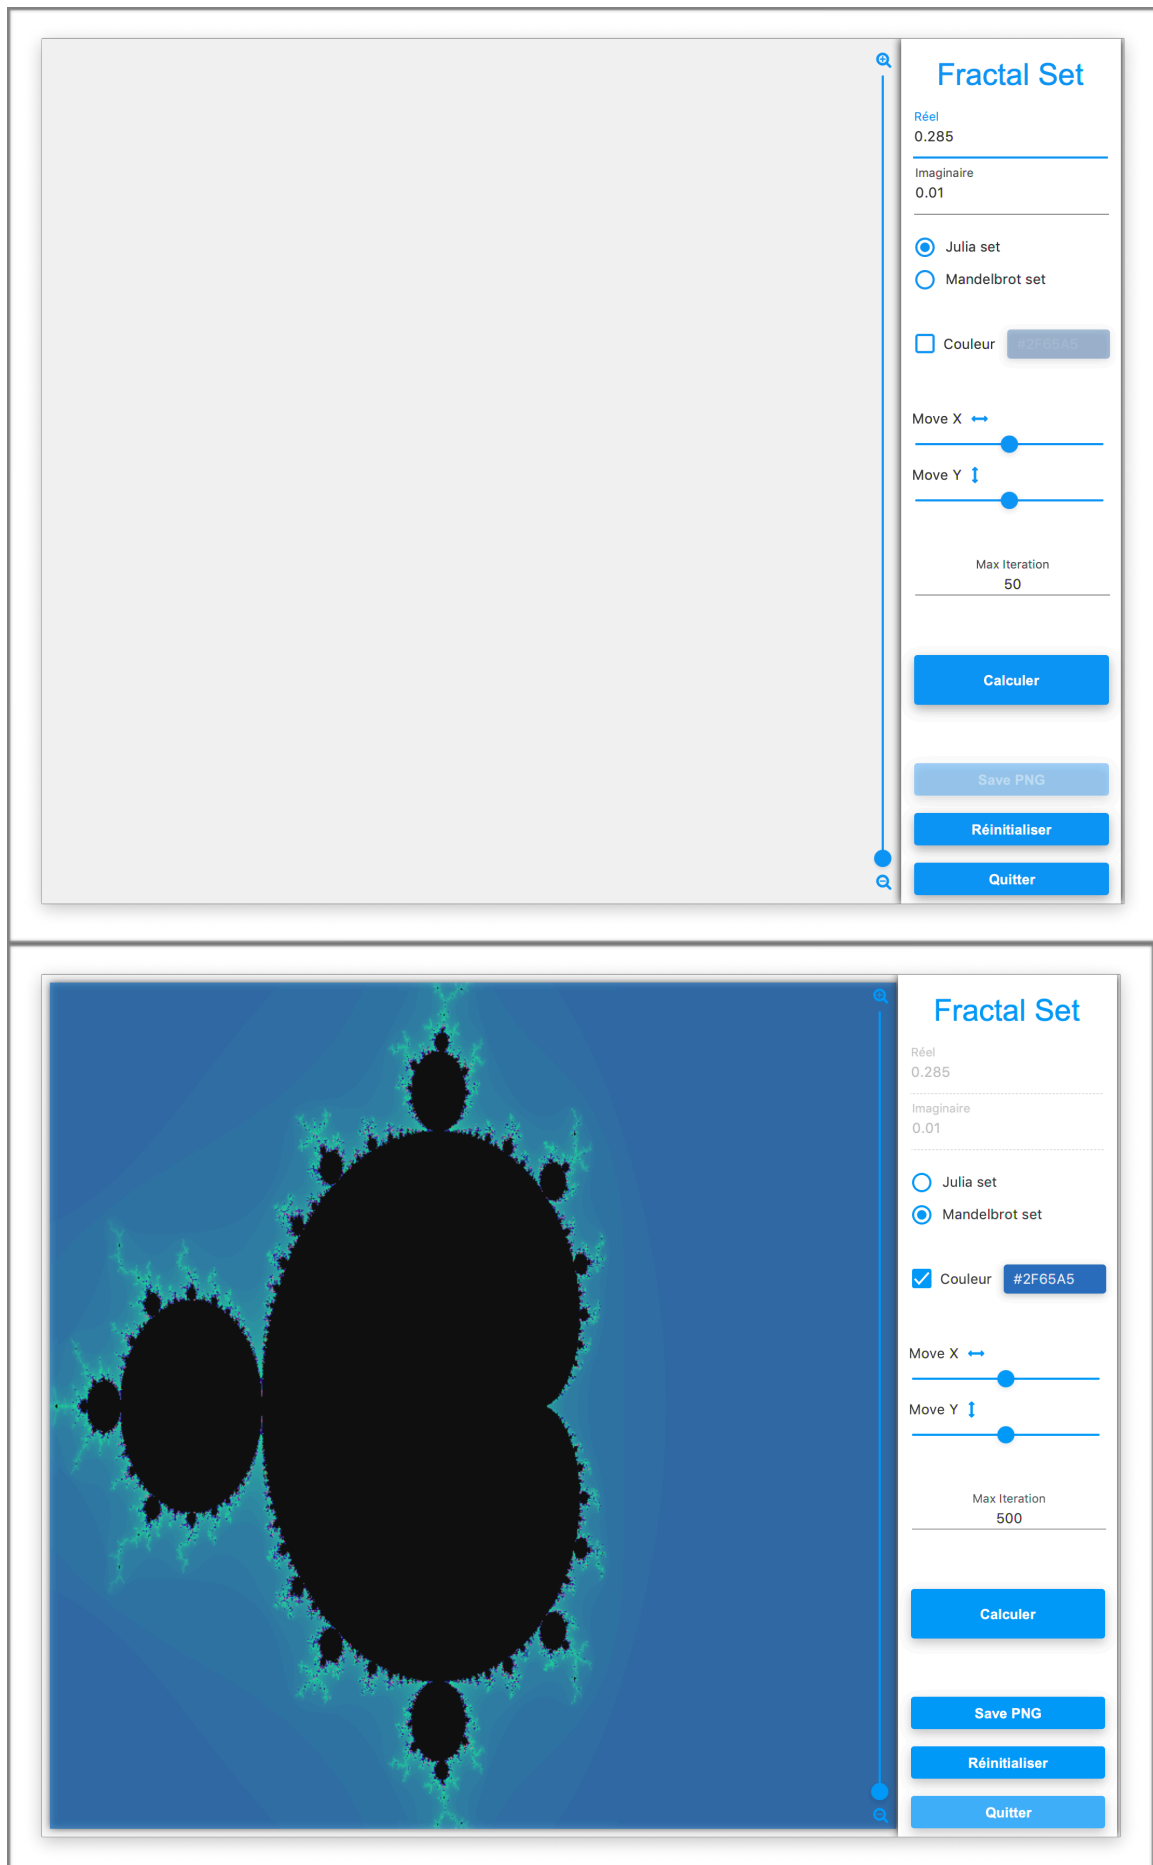 Fractal Set
Réel
0.285
Imaginaire
0.01
Julia set
Mandelbrot set
Couleur #2F65A5
Move X
Move Y
Max Iteration
50
Calculer
Save PNG
Réinitialiser
Quitter
Fractal Set
Réel
0.285
Imaginaire
0.01
Julia set
Mandelbrot set
Couleur #2F65A5
Move X
Move Y
Max Iteration
500
Calculer
Save PNG
Réinitialiser
Quitter